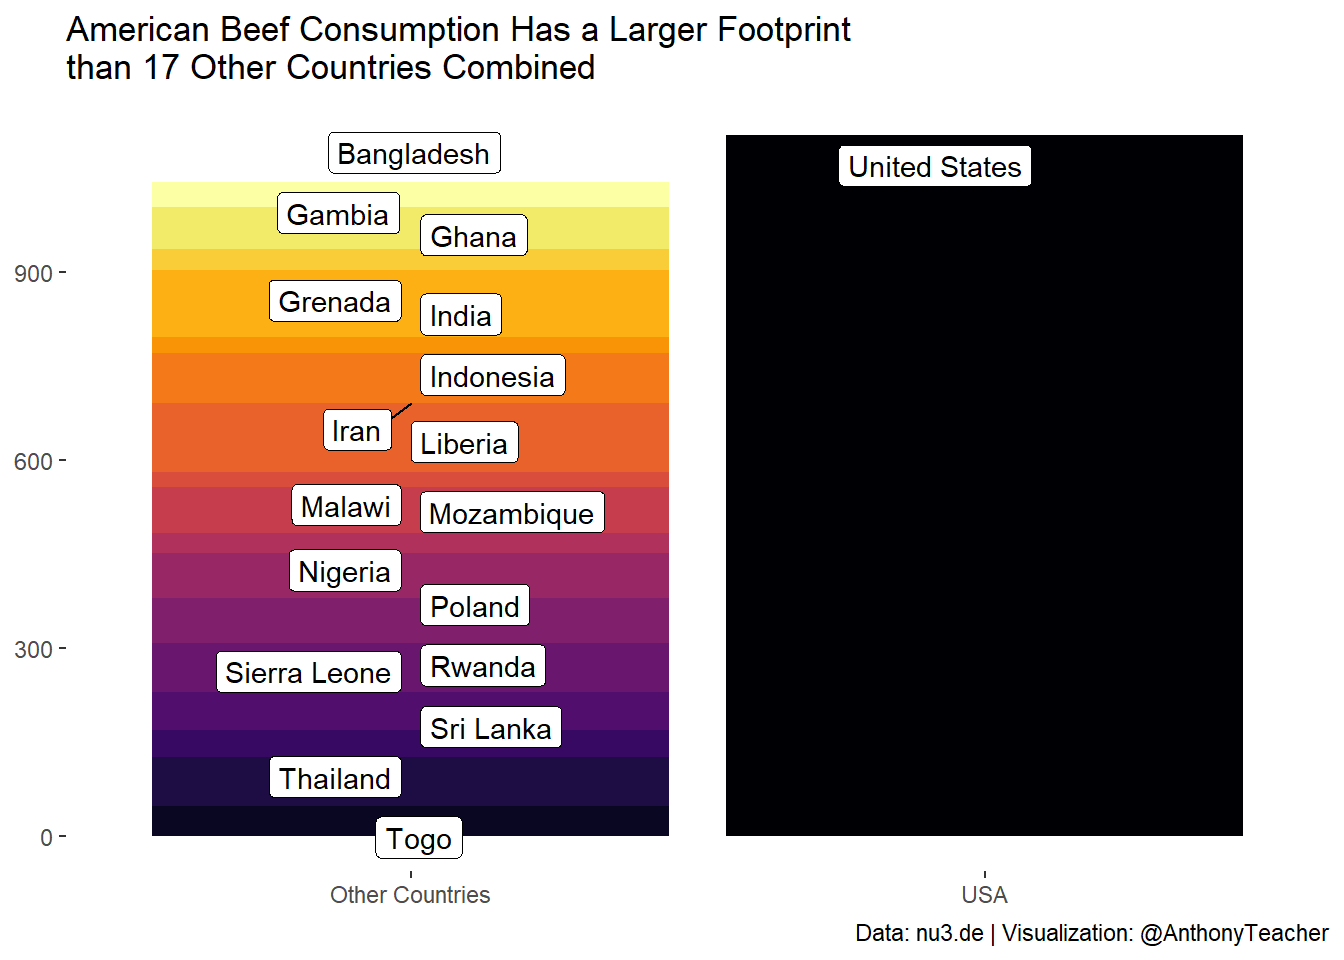 American Beef Consumption Has a Larger Footprint
than 17 Other Countries Combined
Bangladesh
United States
Gambia
Ghana
900
Grenada
India
Indonesia
Iran
Liberia
600
Malawi
Mozambique
Nigeria
Poland
300
Sierra Leone
Rwanda
Sri Lanka
Thailand
0
Togo
Other Countries
USA
Data: nu3.de | Visualization: @AnthonyTeacher